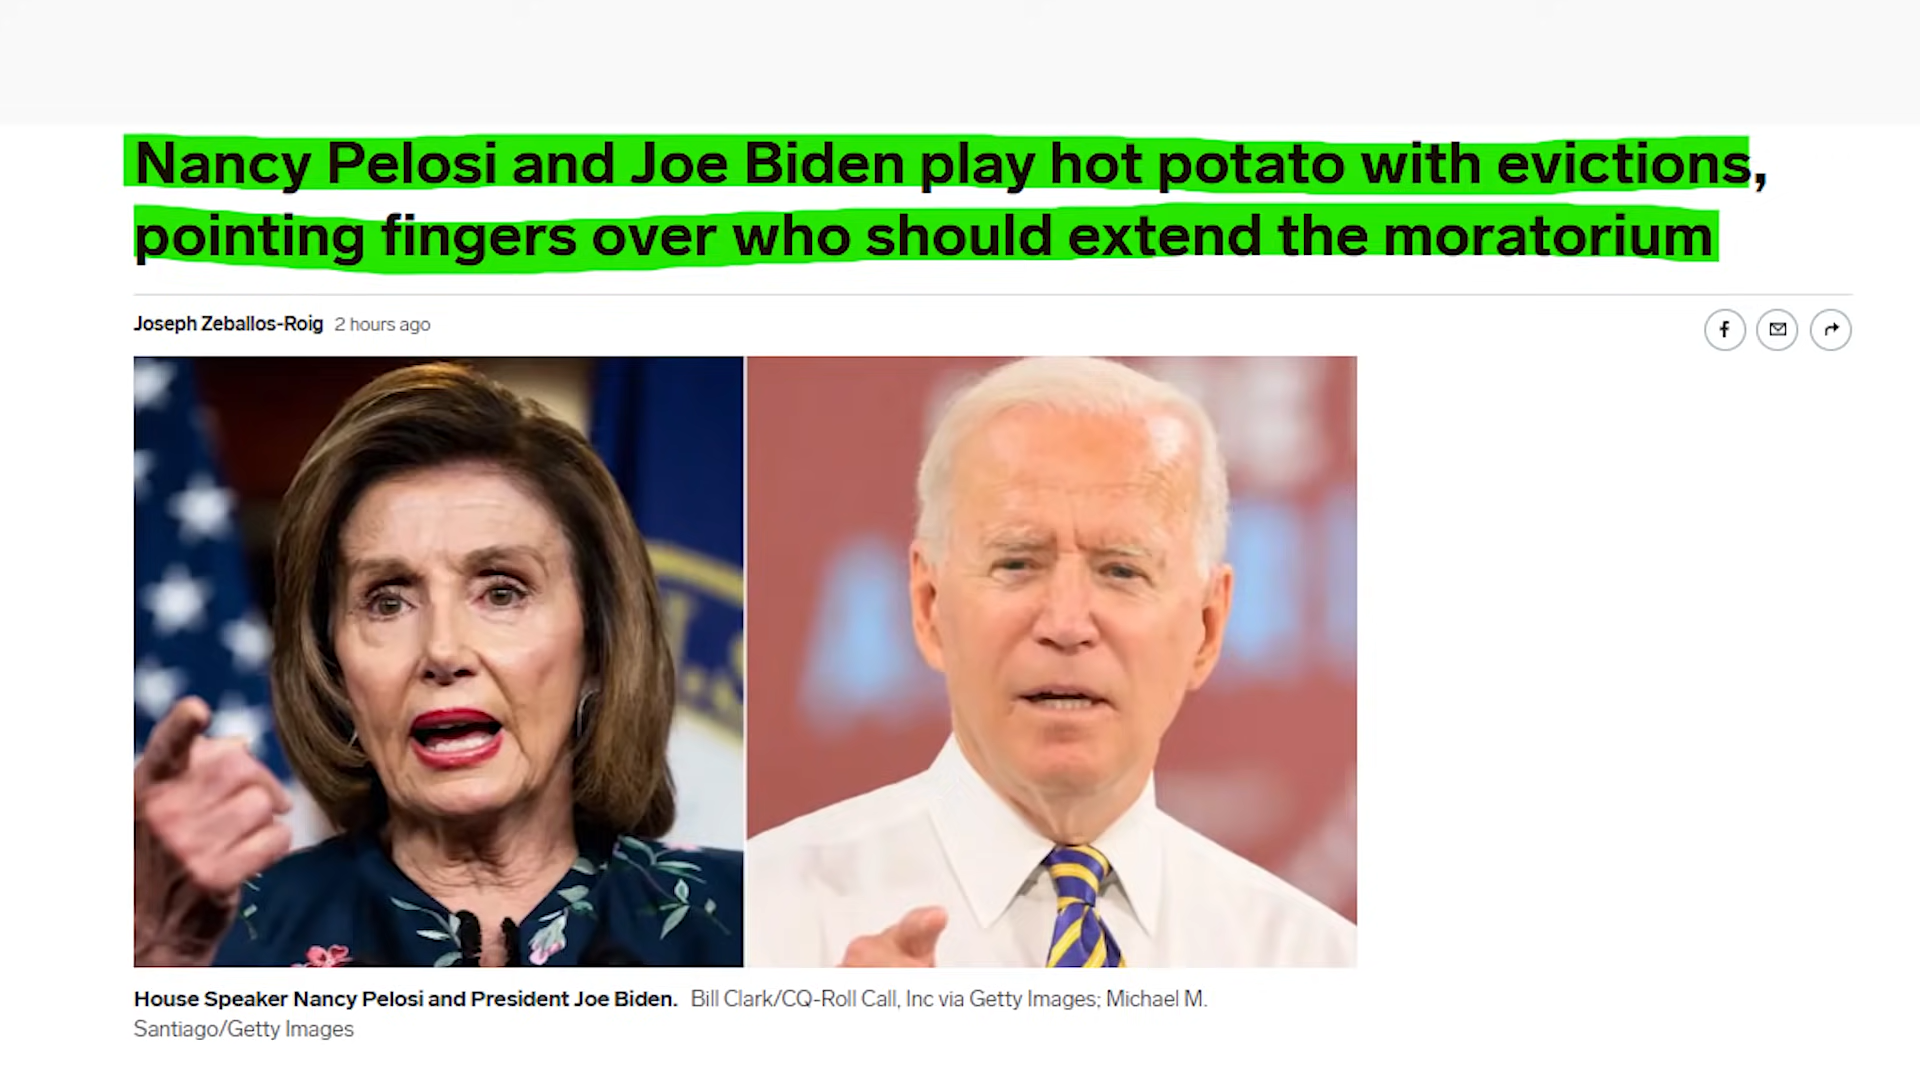 Nancy Pelosi and Joe Biden play hot potato with evictions,
pointing fingers over who should extend the moratorium
Joseph Zeballos-Roig 2 hours ago
House Speaker Nancy Pelosi and President Joe Biden. Bill Clark/CQ-Roll Call, Inc via Getty Images; Michael M.
Santiago/Getty Images